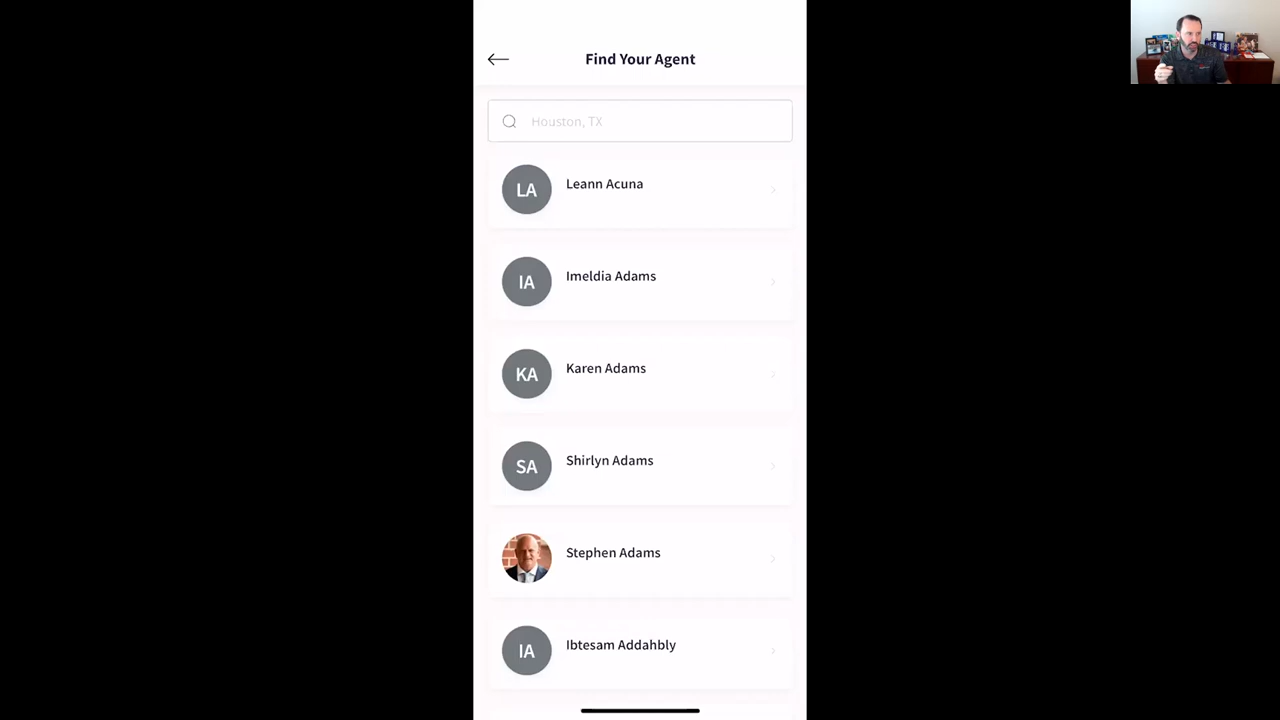 Find Your Agent
Houston, TX
LA
Leann Acuna
IA
Imeldia Adams
KA
Karen Adams
SA
Shirlyn Adams
Stephen Adams
IA
Ibtesam Addahbly